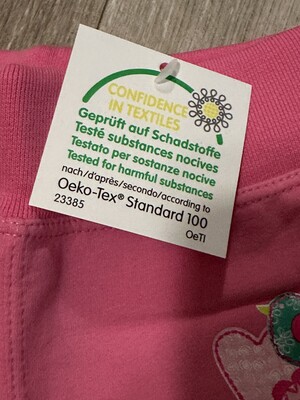 CONFIDENCE
IN TEXTILES
Geprüft auf Schadstoffe
Testé substances nocives
Testato per sostanze nocive
Tested for harmful substances
nach/d'après/secondo/according to
Oeko-Tex® Standard 100
23385
OeTI